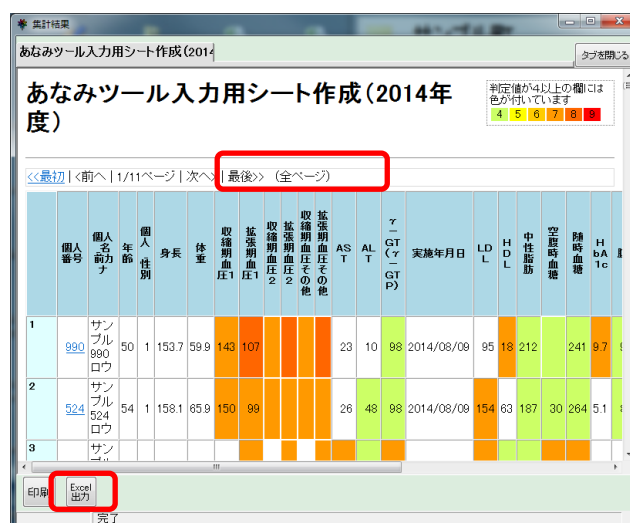 集計結果
あなみツール入力用シート作成(2014
タブを閉じる
あなみツール入力用シート作成(2014年
度)
判定値が4以上の欄には
色が付いています
4 5 6 7 8 9
<<最初 | <前へ | 1/11ページ | 次へ> | 最後>> (全ページ)
個人番号 個人名前カナ 年齢 個人性別 身長 体重 収縮期血圧1 拡張期血圧1 収縮期血圧2 拡張期血圧2 収縮期血圧その他 拡張期血圧その他 AST ALT γ-GT(γ-GTP) 実施年月日 LDL HDL 中性脂肪 空腹時血糖 随時血糖 HbA1c
1 990 サンプル990ロウ 50 1 153.7 59.9 143 107 23 10 98 2014/08/09 95 18 212 241 9.7
2 524 サンプル524ロウ 54 1 158.1 65.9 150 99 26 48 98 2014/08/09 154 63 187 30 264 5.1
3 サン
印刷 Excel出力
完了